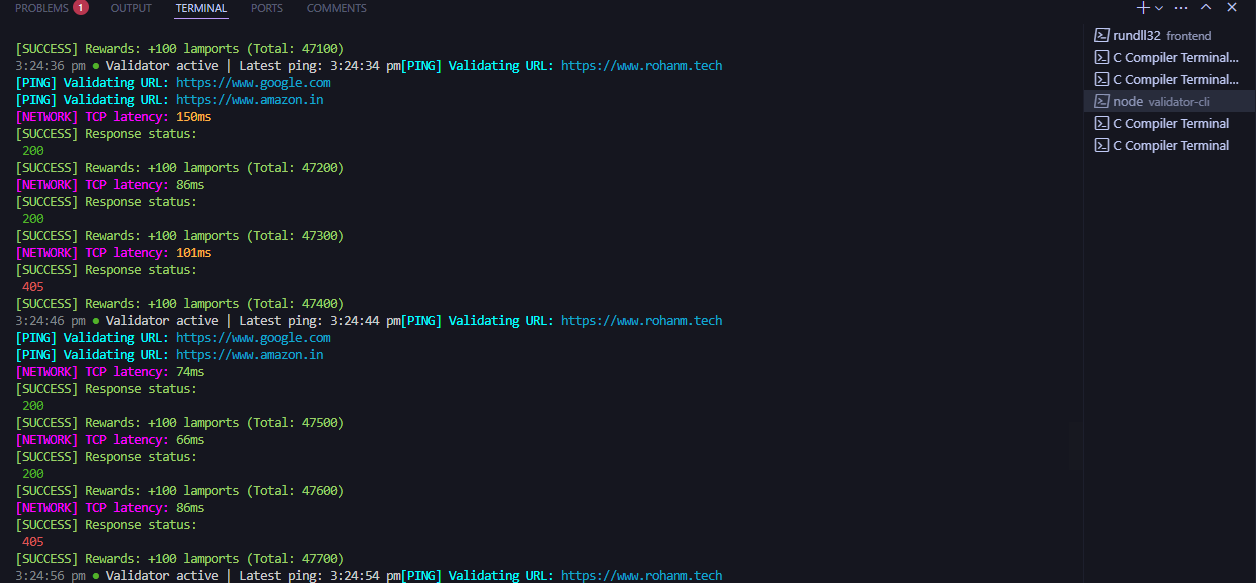 PROBLEMS 1 OUTPUT TERMINAL PORTS COMMENTS
[SUCCESS] Rewards: +100 lamports (Total: 47100)
3:24:36 pm ● Validator active | Latest ping: 3:24:34 pm[PING] Validating URL: https://www.rohanm.tech
[PING] Validating URL: https://www.google.com
[PING] Validating URL: https://www.amazon.in
[NETWORK] TCP latency: 150ms
[SUCCESS] Response status:
200
[SUCCESS] Rewards: +100 lamports (Total: 47200)
[NETWORK] TCP latency: 86ms
[SUCCESS] Response status:
200
[SUCCESS] Rewards: +100 lamports (Total: 47300)
[NETWORK] TCP latency: 101ms
[SUCCESS] Response status:
405
[SUCCESS] Rewards: +100 lamports (Total: 47400)
3:24:46 pm ● Validator active | Latest ping: 3:24:44 pm[PING] Validating URL: https://www.rohanm.tech
[PING] Validating URL: https://www.google.com
[PING] Validating URL: https://www.amazon.in
[NETWORK] TCP latency: 74ms
[SUCCESS] Response status:
200
[SUCCESS] Rewards: +100 lamports (Total: 47500)
[NETWORK] TCP latency: 66ms
[SUCCESS] Response status:
200
[SUCCESS] Rewards: +100 lamports (Total: 47600)
[NETWORK] TCP latency: 86ms
[SUCCESS] Response status:
405
[SUCCESS] Rewards: +100 lamports (Total: 47700)
3:24:56 pm ● Validator active | Latest ping: 3:24:54 pm[PING] Validating URL: https://www.rohanm.tech
rundll32 frontend
C Compiler Terminal...
C Compiler Terminal...
node validator-cli
C Compiler Terminal
C Compiler Terminal